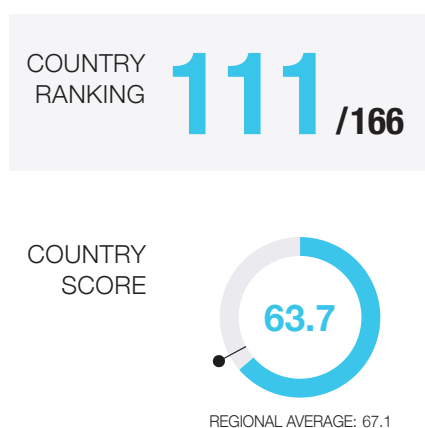 COUNTRY
RANKING
111 /166
COUNTRY
SCORE
63.7
REGIONAL AVERAGE: 67.1